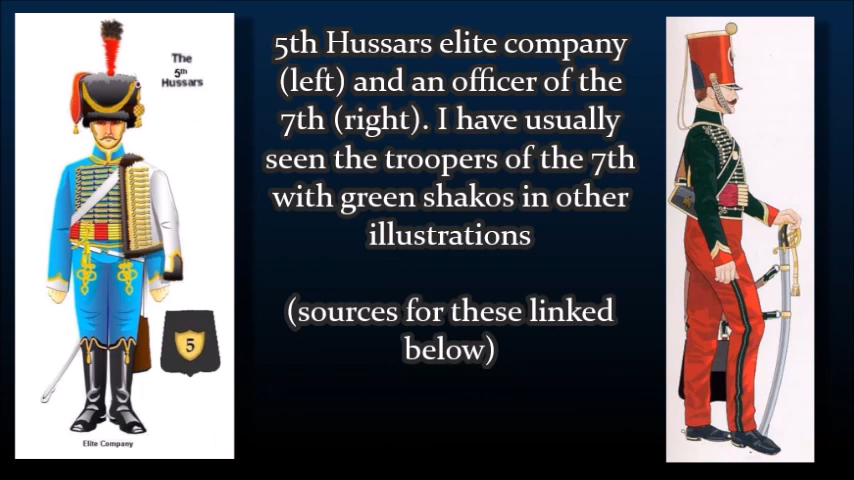 The
5th
Hussars
5
Elite Company
5th Hussars elite company
(left) and an officer of the
7th (right). I have usually
seen the troopers of the 7th
with green shakos in other
illustrations
(sources for these linked
below)